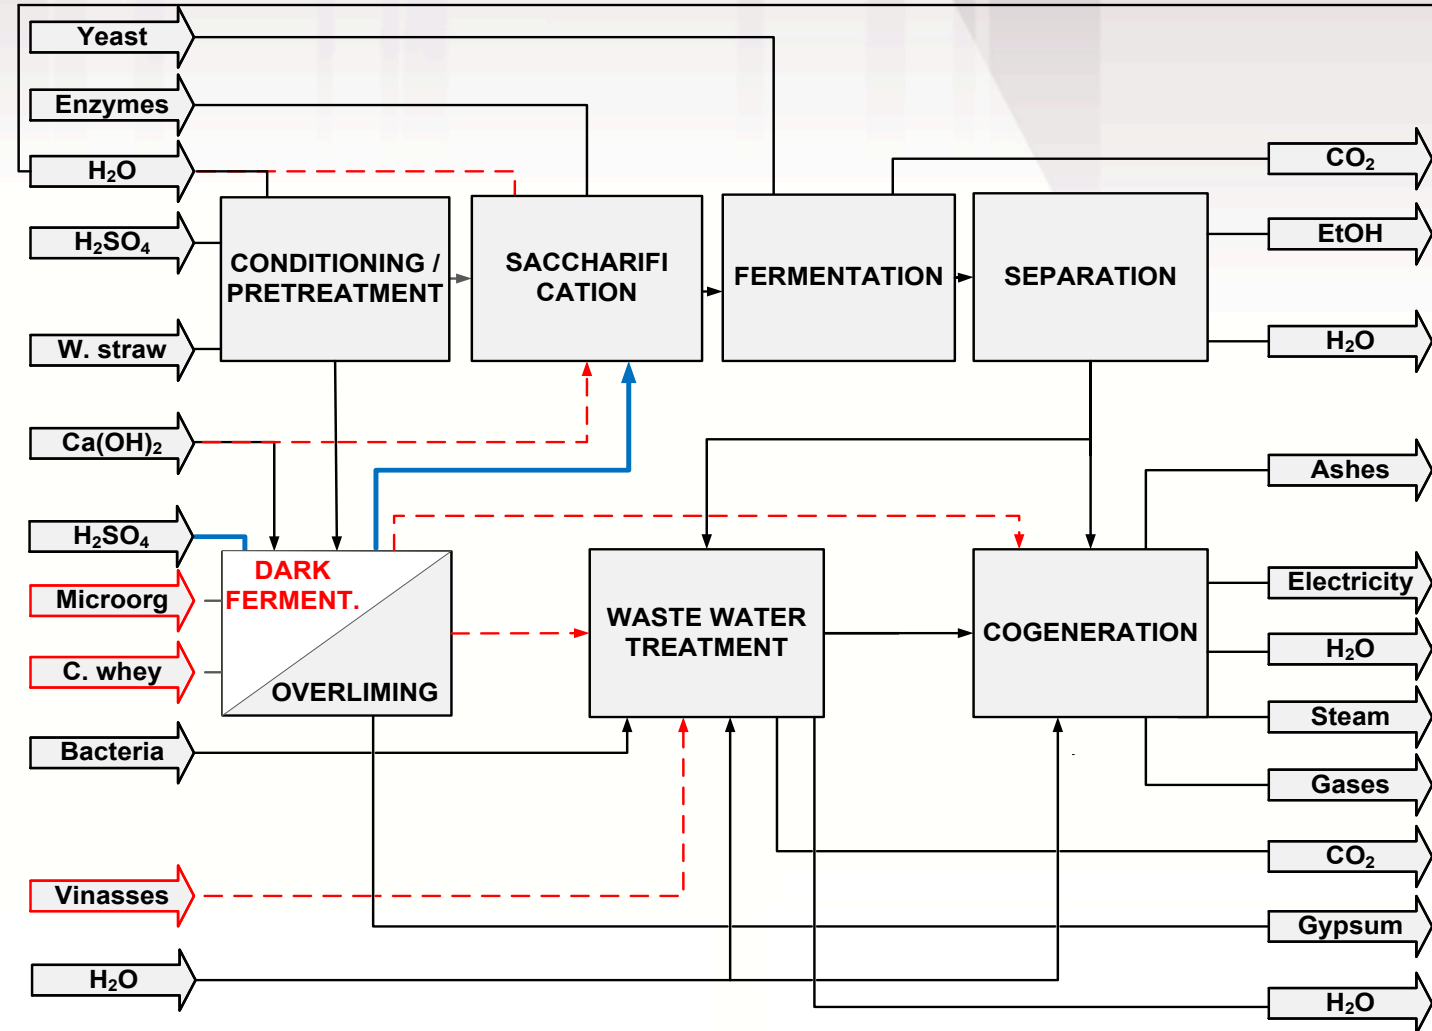 Yeast
Enzymes
H₂O
H₂SO₄
W. straw
Ca(OH)₂
H₂SO₄
Microorg
C. whey
Bacteria
Vinasses
H₂O
CONDITIONING /
PRETREATMENT
SACCHARIFI
CATION
FERMENTATION
SEPARATION
DARK
FERMENT.
OVERLIMING
WASTE WATER
TREATMENT
COGENERATION
CO₂
EtOH
H₂O
Ashes
Electricity
H₂O
Steam
Gases
CO₂
Gypsum
H₂O